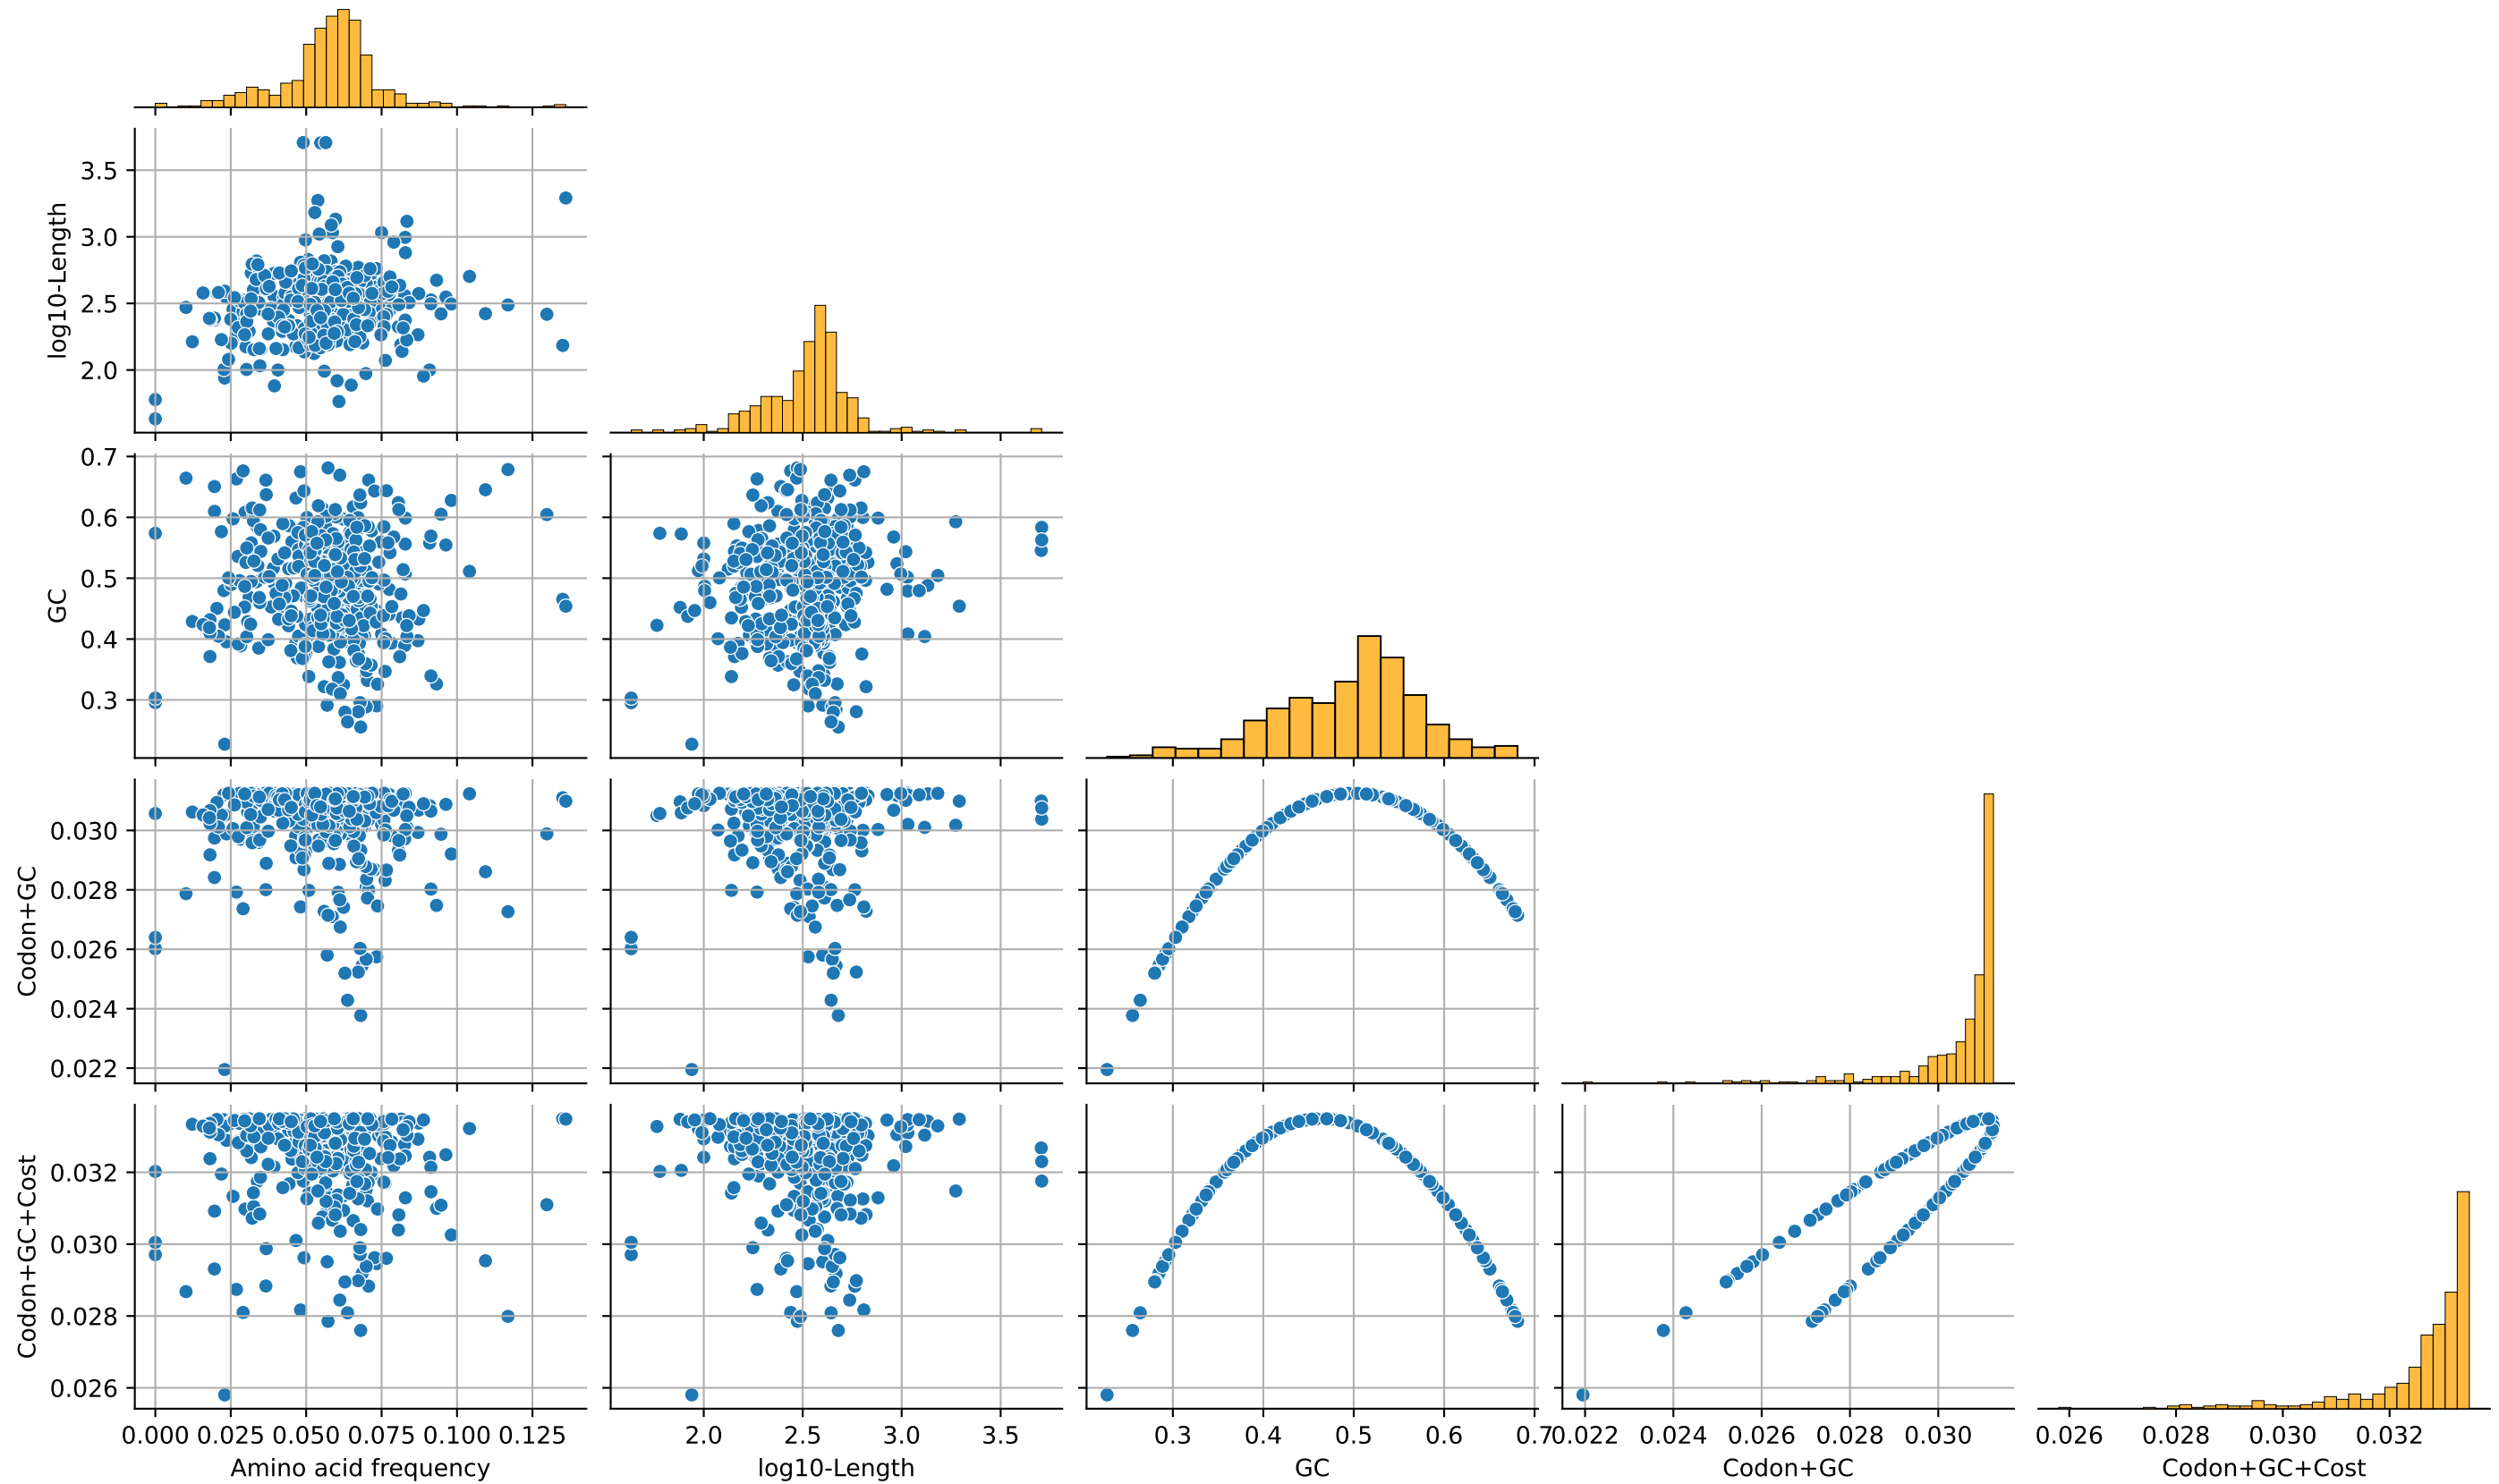 3.5
3.0
2.5
2.0
log10-Length
0.7
0.6
0.5
0.4
0.3
GC
0.030
0.028
0.026
0.024
0.022
Codon+GC
0.032
0.030
0.028
0.026
Codon+GC+Cost
0.000 0.025 0.050 0.075 0.100 0.125
2.0 2.5 3.0 3.5
0.3 0.4 0.5 0.6 0.7
0.022 0.024 0.026 0.028 0.030
0.026 0.028 0.030 0.032
Amino acid frequency
log10-Length
GC
Codon+GC
Codon+GC+Cost